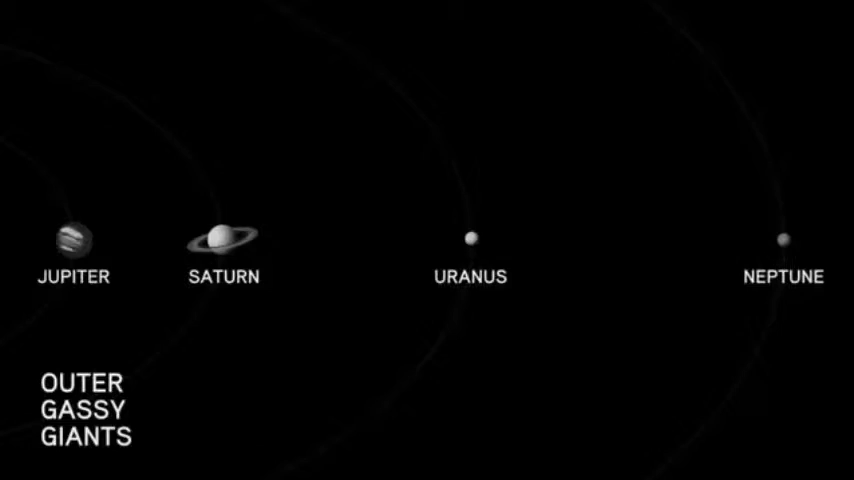 JUPITER
SATURN
URANUS
NEPTUNE
OUTER
GASSY
GIANTS